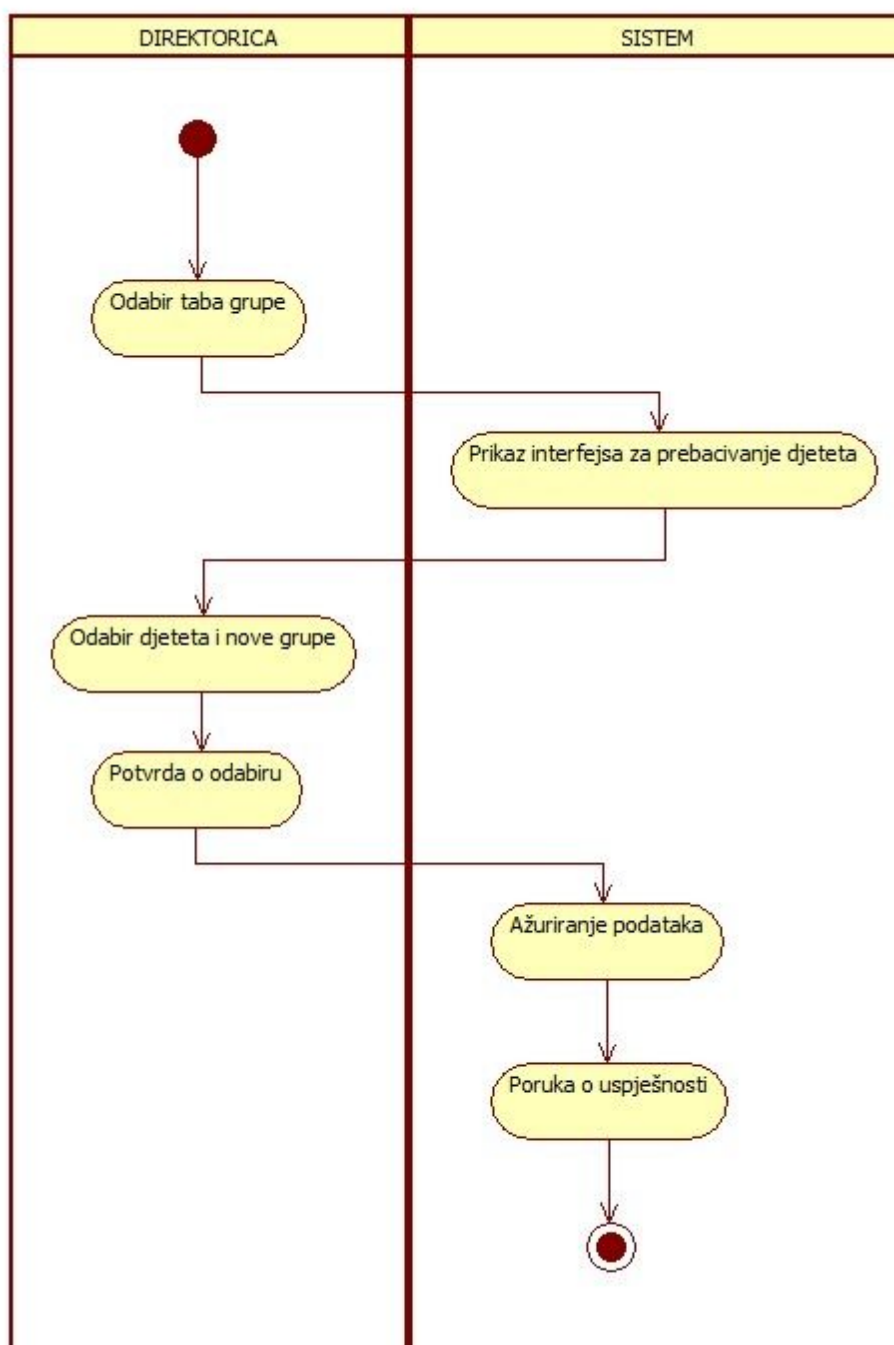 DIREKTORICA
SISTEM
Odabir taba grupe
Prikaz interfejsa za prebacivanje djeteta
Odabir djeteta i nove grupe
Potvrda o odabiru
Ažuriranje podataka
Poruka o uspješnosti